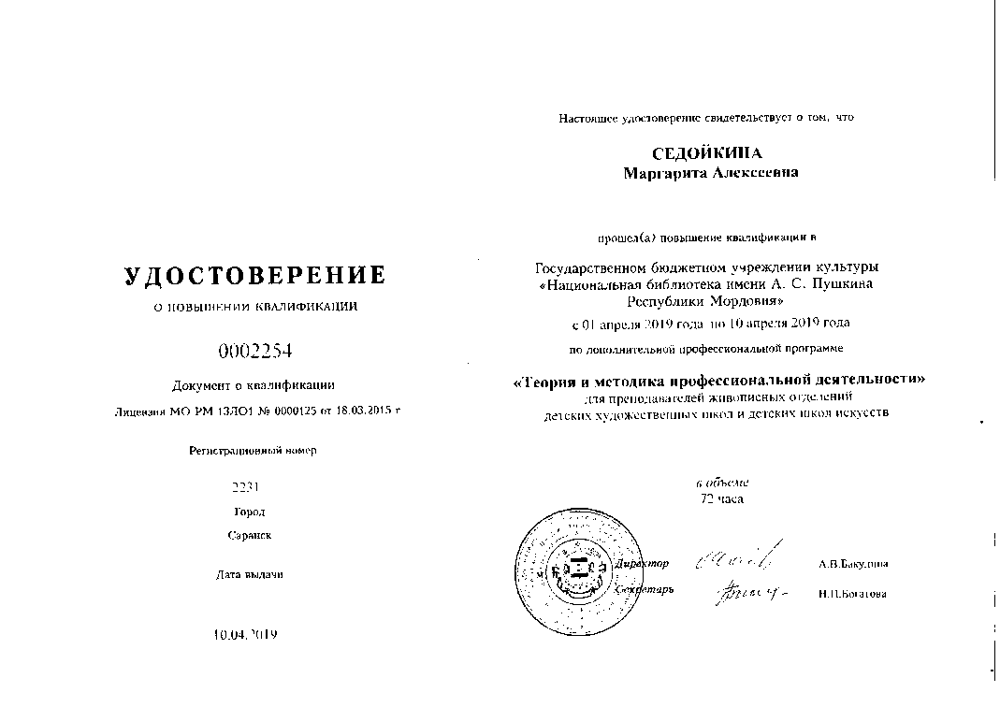 УДОСТОВЕРЕНИЕ
О ПОВЫШЕНИИ КВАЛИФИКАЦИИ
0002254
Документ о квалификации
Лицензия МО РМ 13ЛО1 № 0000125 от 18.03.2015 г
Регистрационный номер
2231
Город
Саранск
Дата выдачи
10.04.2019
Настоящее удостоверение свидетельствует о том, что
СЕДОЙКИНА
Маргарита Алексеевна
прошел(а) повышение квалификации в
Государственном бюджетном учреждении культуры
«Национальная библиотека имени А. С. Пушкина
Республики Мордовия»
с 01 апреля 2019 года по 10 апреля 2019 года
по дополнительной профессиональной программе
«Теория и методика профессиональной деятельности»
для преподавателей живописных отделений
детских художественных школ и детских школ искусств
в объеме
72 часа
Директор
А.В.Бакулина
Секретарь
Н.П.Богатова